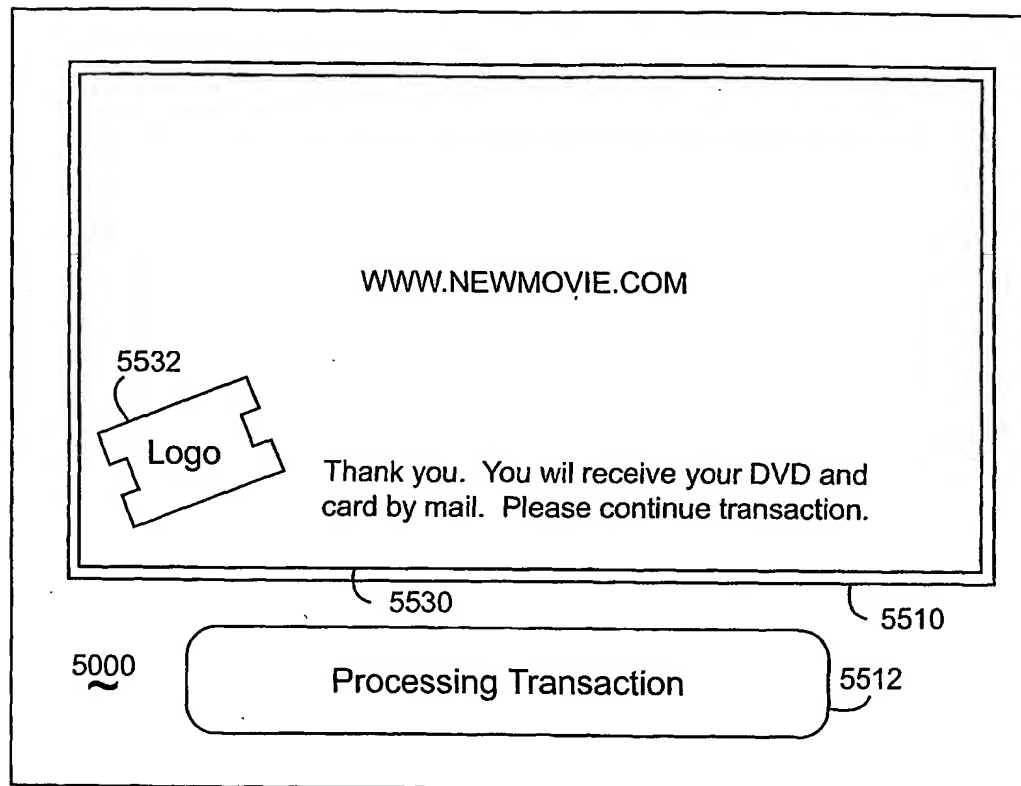 WWW.NEWMOVIE.COM
5532
Logo
Thank you. You wil receive your DVD and
card by mail. Please continue transaction.
5530
5510
5000
Processing Transaction
5512